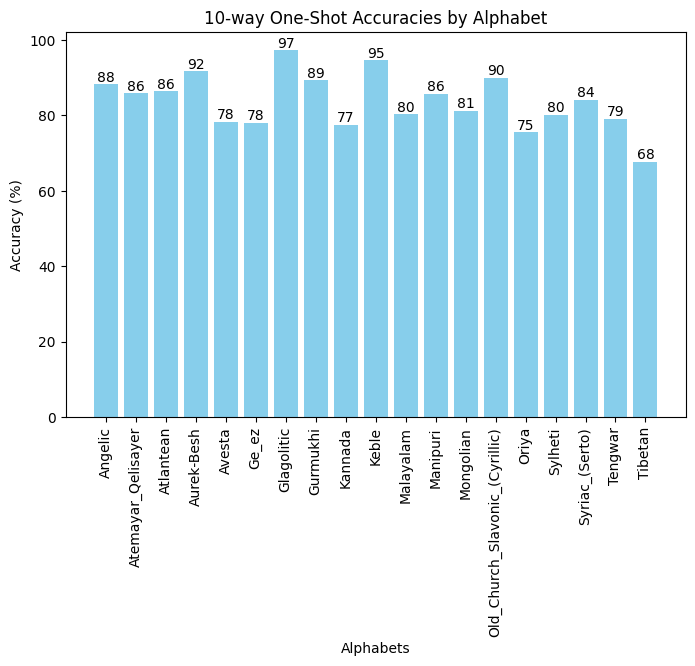 10-way One-Shot Accuracies by Alphabet
Accuracy (%)
100
80
60
40
20
0
88
86
86
92
78
78
97
89
77
95
80
86
81
90
75
80
84
79
68
Angelic
Atemayar_Qelisayer
Atlantean
Aurek-Besh
Avesta
Ge_ez
Glagolitic
Gurmukhi
Kannada
Keble
Malayalam
Manipuri
Mongolian
Old_Church_Slavonic_(Cyrillic)
Oriya
Sylheti
Syriac_(Serto)
Tengwar
Tibetan
Alphabets